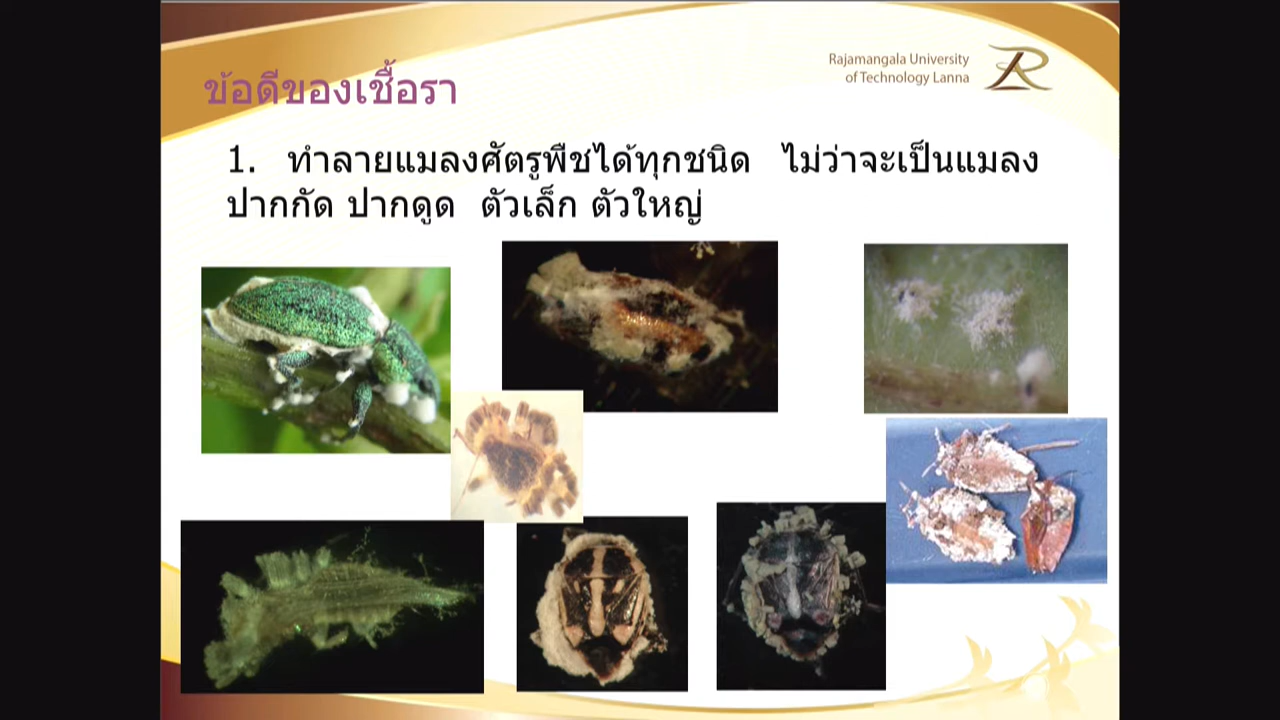 Rajamangala University
of Technology Lanna
ข้อดีของเชื้อรา
1. ทำลายแมลงศัตรูพืชได้ทุกชนิด ไม่ว่าจะเป็นแมลง
ปากกัด ปากดูด ตัวเล็ก ตัวใหญ่